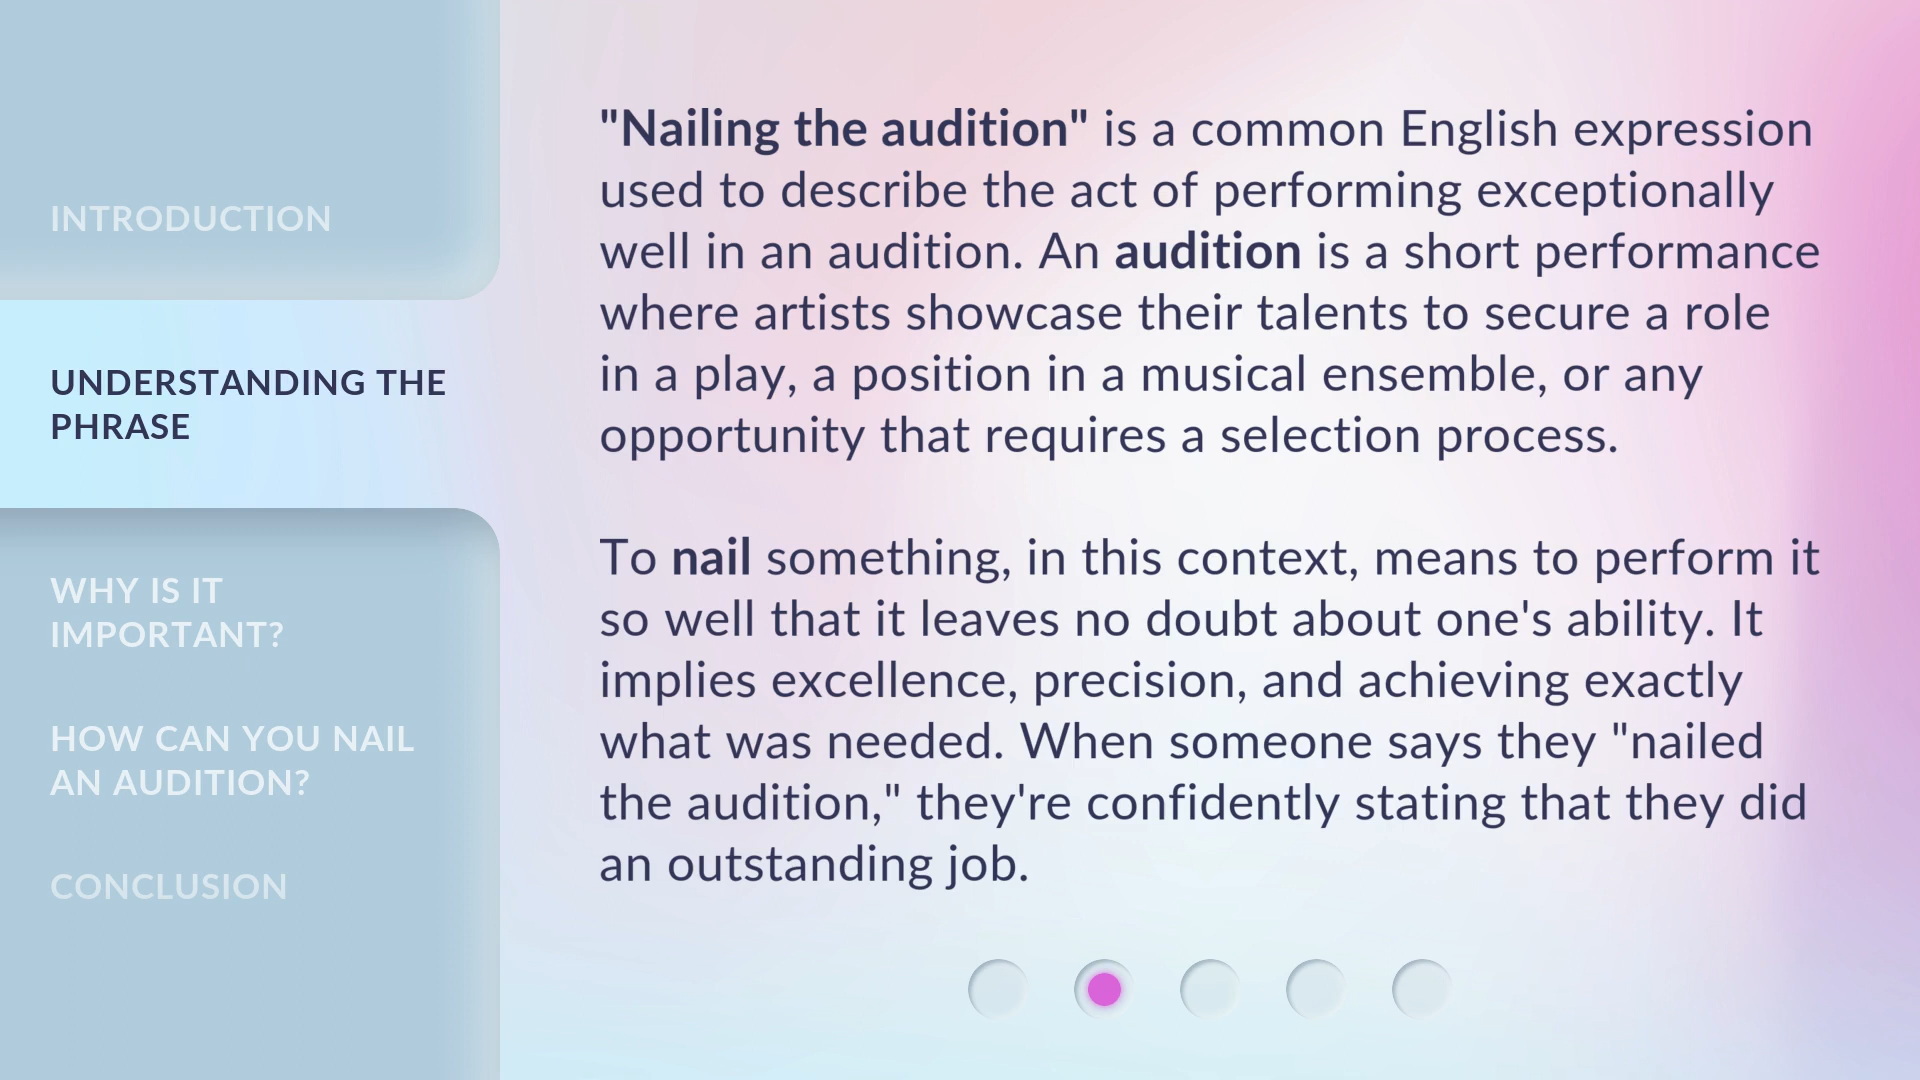 INTRODUCTION
UNDERSTANDING THE
PHRASE
WHY IS IT
IMPORTANT?
HOW CAN YOU NAIL
AN AUDITION?
CONCLUSION
"Nailing the audition" is a common English expression
used to describe the act of performing exceptionally
well in an audition. An audition is a short performance
where artists showcase their talents to secure a role
in a play, a position in a musical ensemble, or any
opportunity that requires a selection process.
To nail something, in this context, means to perform it
so well that it leaves no doubt about one's ability. It
implies excellence, precision, and achieving exactly
what was needed. When someone says they "nailed
the audition," they're confidently stating that they did
an outstanding job.